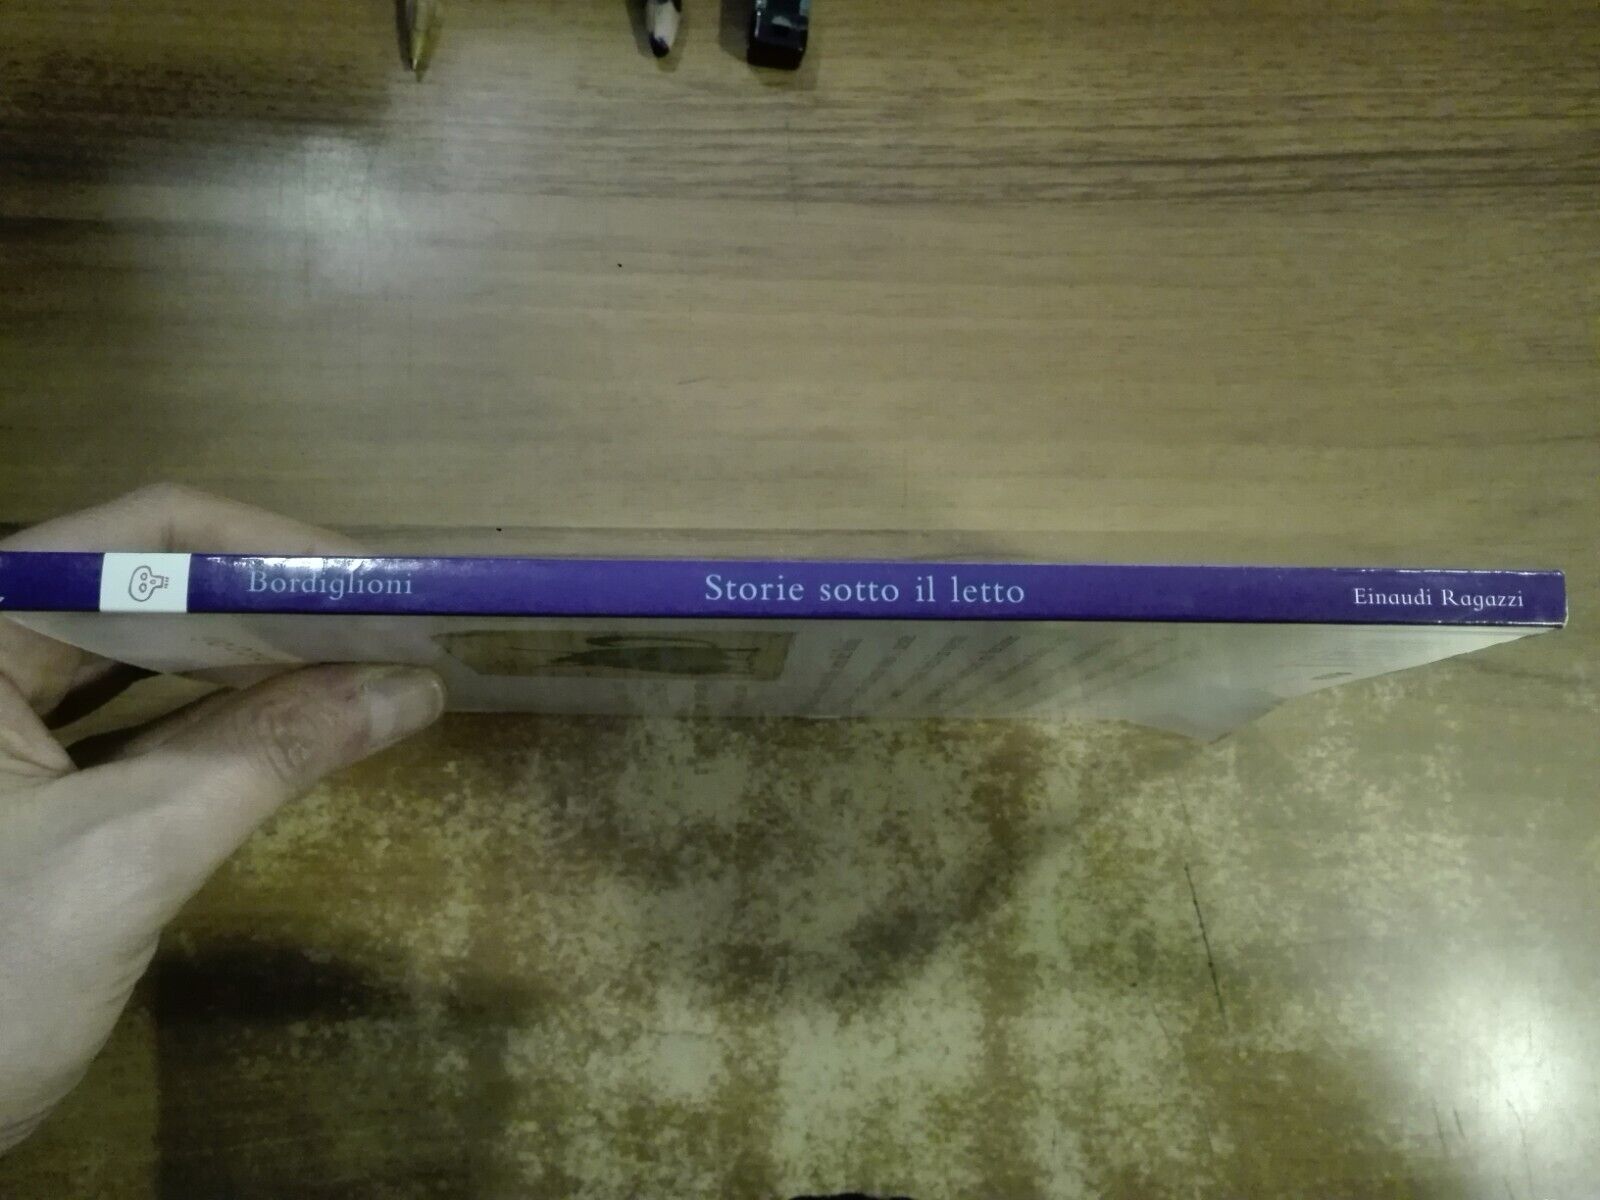 Bordiglioni
Storie sotto il letto
Einaudi Ragazzi